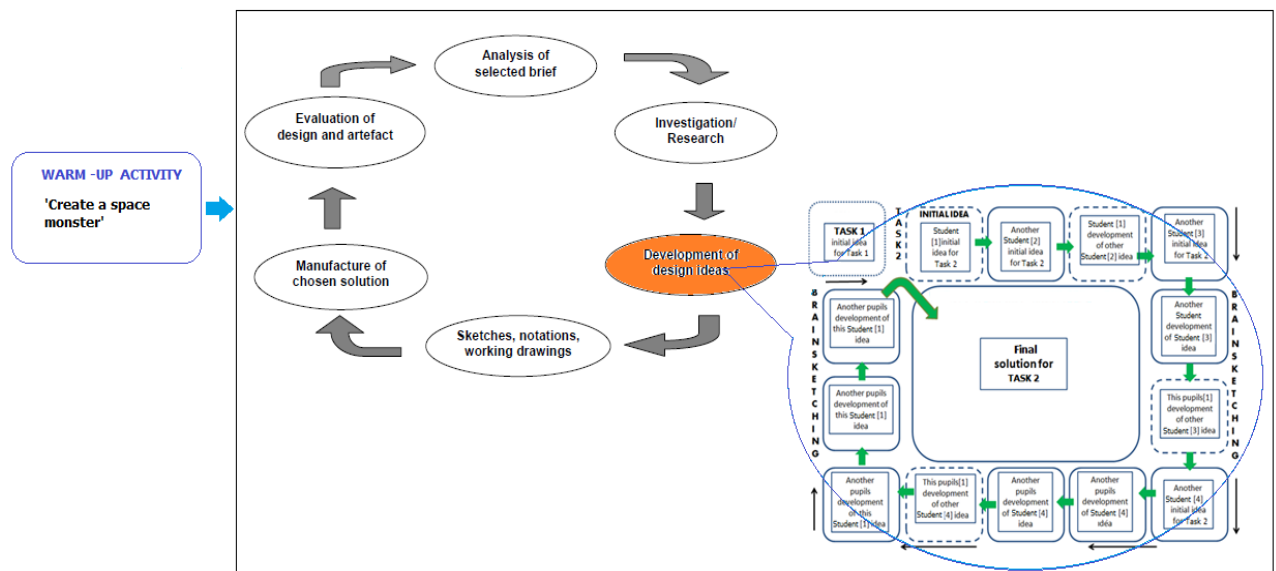 WARM -UP ACTIVITY
'Create a space
monster'
Analysis of
selected brief
Investigation/
Research
Development of
design ideas
Sketches, notations,
working drawings
Manufacture of
chosen solution
Evaluation of
design and artefact
TASK 1
initial idea
for Task 1
TASK2
INITIAL IDEA
Student
[1]initial
idea for
Task 2
Another
Student [2]
initial idea
for Task 2
Student [1]
development
of other
Student[2] idea
Another
Student [3]
initial idea
for Task 2
BRAINSKETCHING
Another
Student
development
of Student [3]
idea
This pupils[1]
development
of other
Student [3] idea
Another
Student [4]
initial idea
for Task 2
Another
pupils
development
of Student [4]
idea
Another
pupils
development
of Student [4]
idea
This pupils[1]
development
of other
Student [4] idea
Another
pupils
development
of this
Student [1] idea
Another pupils
development of
this Student [1]
idea
Another pupils
development of
this Student [1]
idea
BRAINSKETCHING
Final
solution for
TASK 2